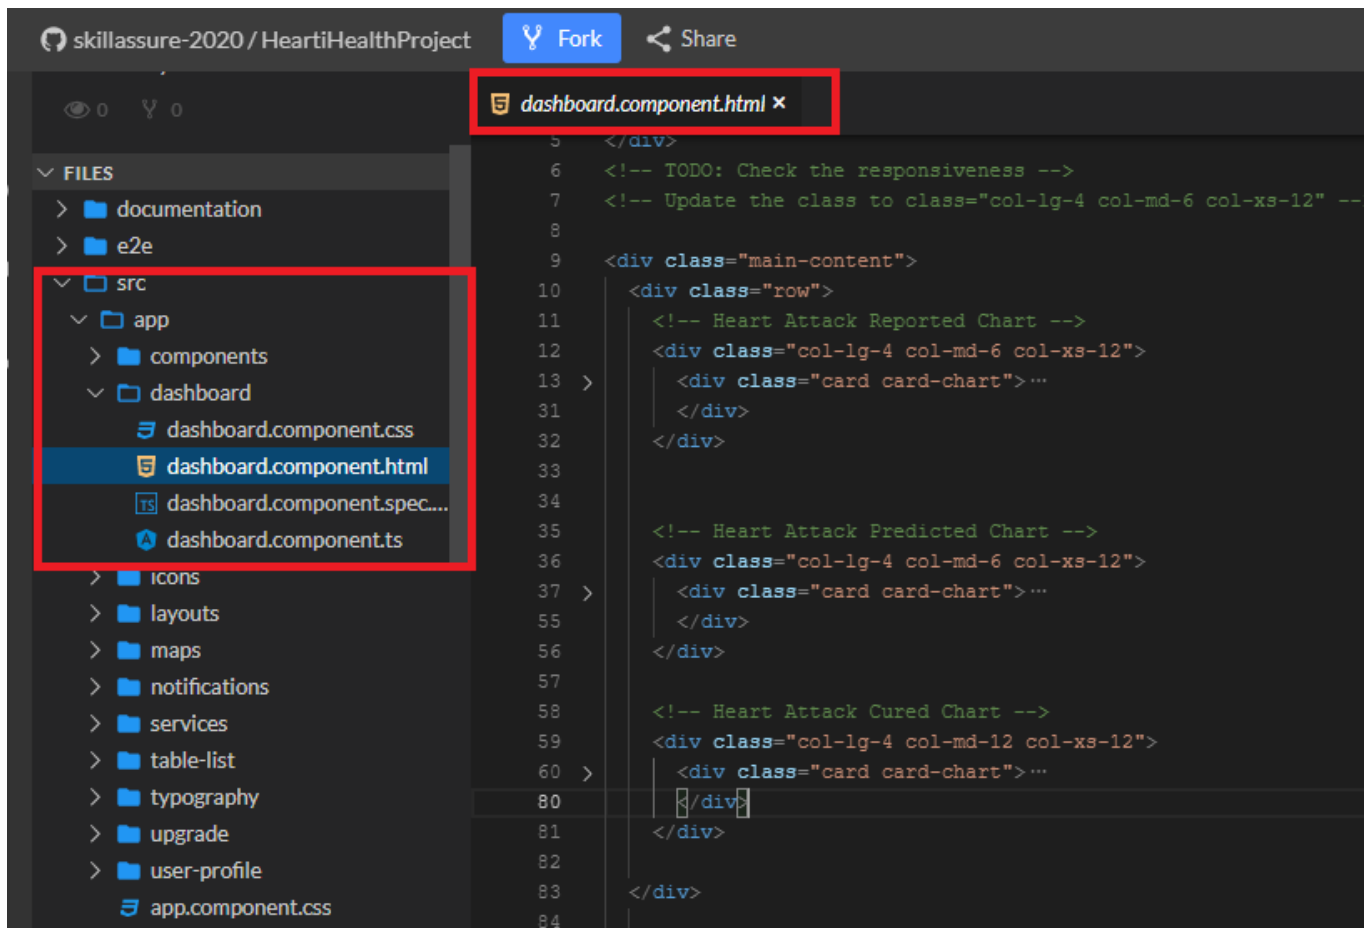 skillassure-2020 / HeartiHealthProject
Fork
Share
0 0
FILES
documentation
e2e
src
app
components
dashboard
dashboard.component.css
dashboard.component.html
dashboard.component.spec....
dashboard.component.ts
icons
layouts
maps
notifications
services
table-list
typography
upgrade
user-profile
app.component.css
dashboard.component.html ×
5 </div>
6 <!-- TODO: Check the responsiveness -->
7 <!-- Update the class to class="col-lg-4 col-md-6 col-xs-12" --
8
9 <div class="main-content">
10 <div class="row">
11 <!-- Heart Attack Reported Chart -->
12 <div class="col-lg-4 col-md-6 col-xs-12">
13 <div class="card card-chart">…
31 </div>
32 </div>
33
34
35 <!-- Heart Attack Predicted Chart -->
36 <div class="col-lg-4 col-md-6 col-xs-12">
37 <div class="card card-chart">…
55 </div>
56 </div>
57
58 <!-- Heart Attack Cured Chart -->
59 <div class="col-lg-4 col-md-12 col-xs-12">
60 <div class="card card-chart">…
80 </div>
81 </div>
82
83 </div>
84